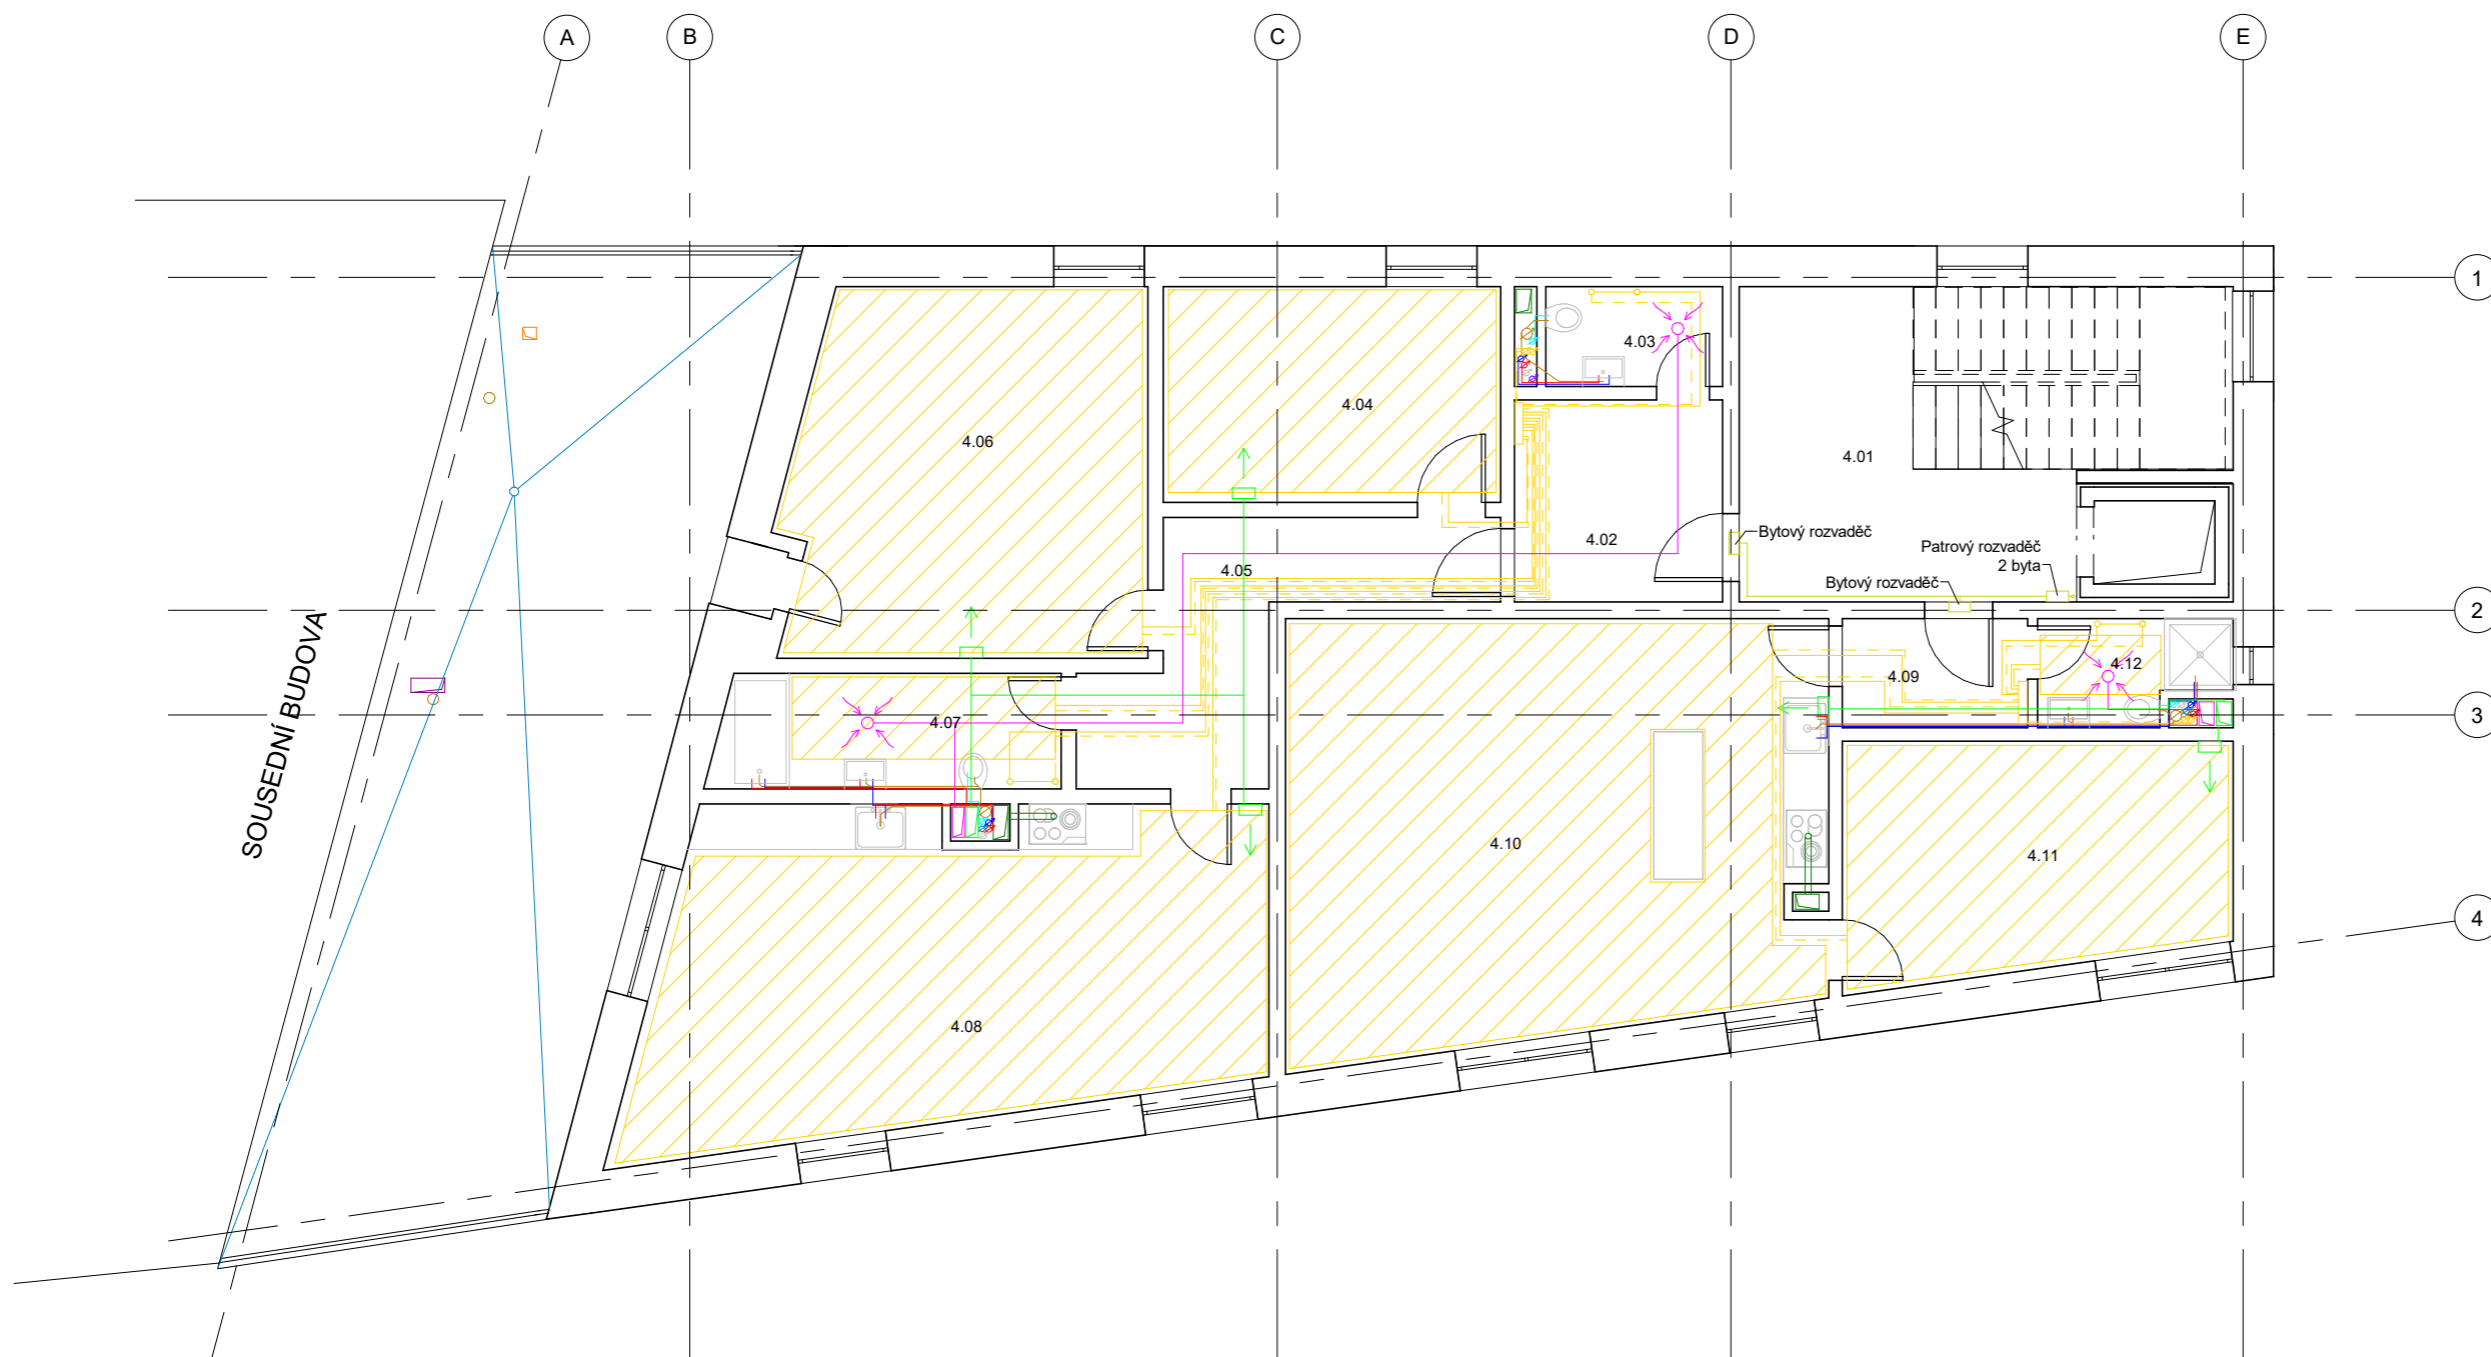 A
B
C
D
E
1
4.03
4.04
4.06
4.01
Bytový rozvaděč
4.02
Patrový rozvaděč
2 byta
4.05
Bytový rozvaděč
2
4.12
4.09
3
4.07
SOUSEDNÍ BUDOVA
4.10
4.11
4
4.08